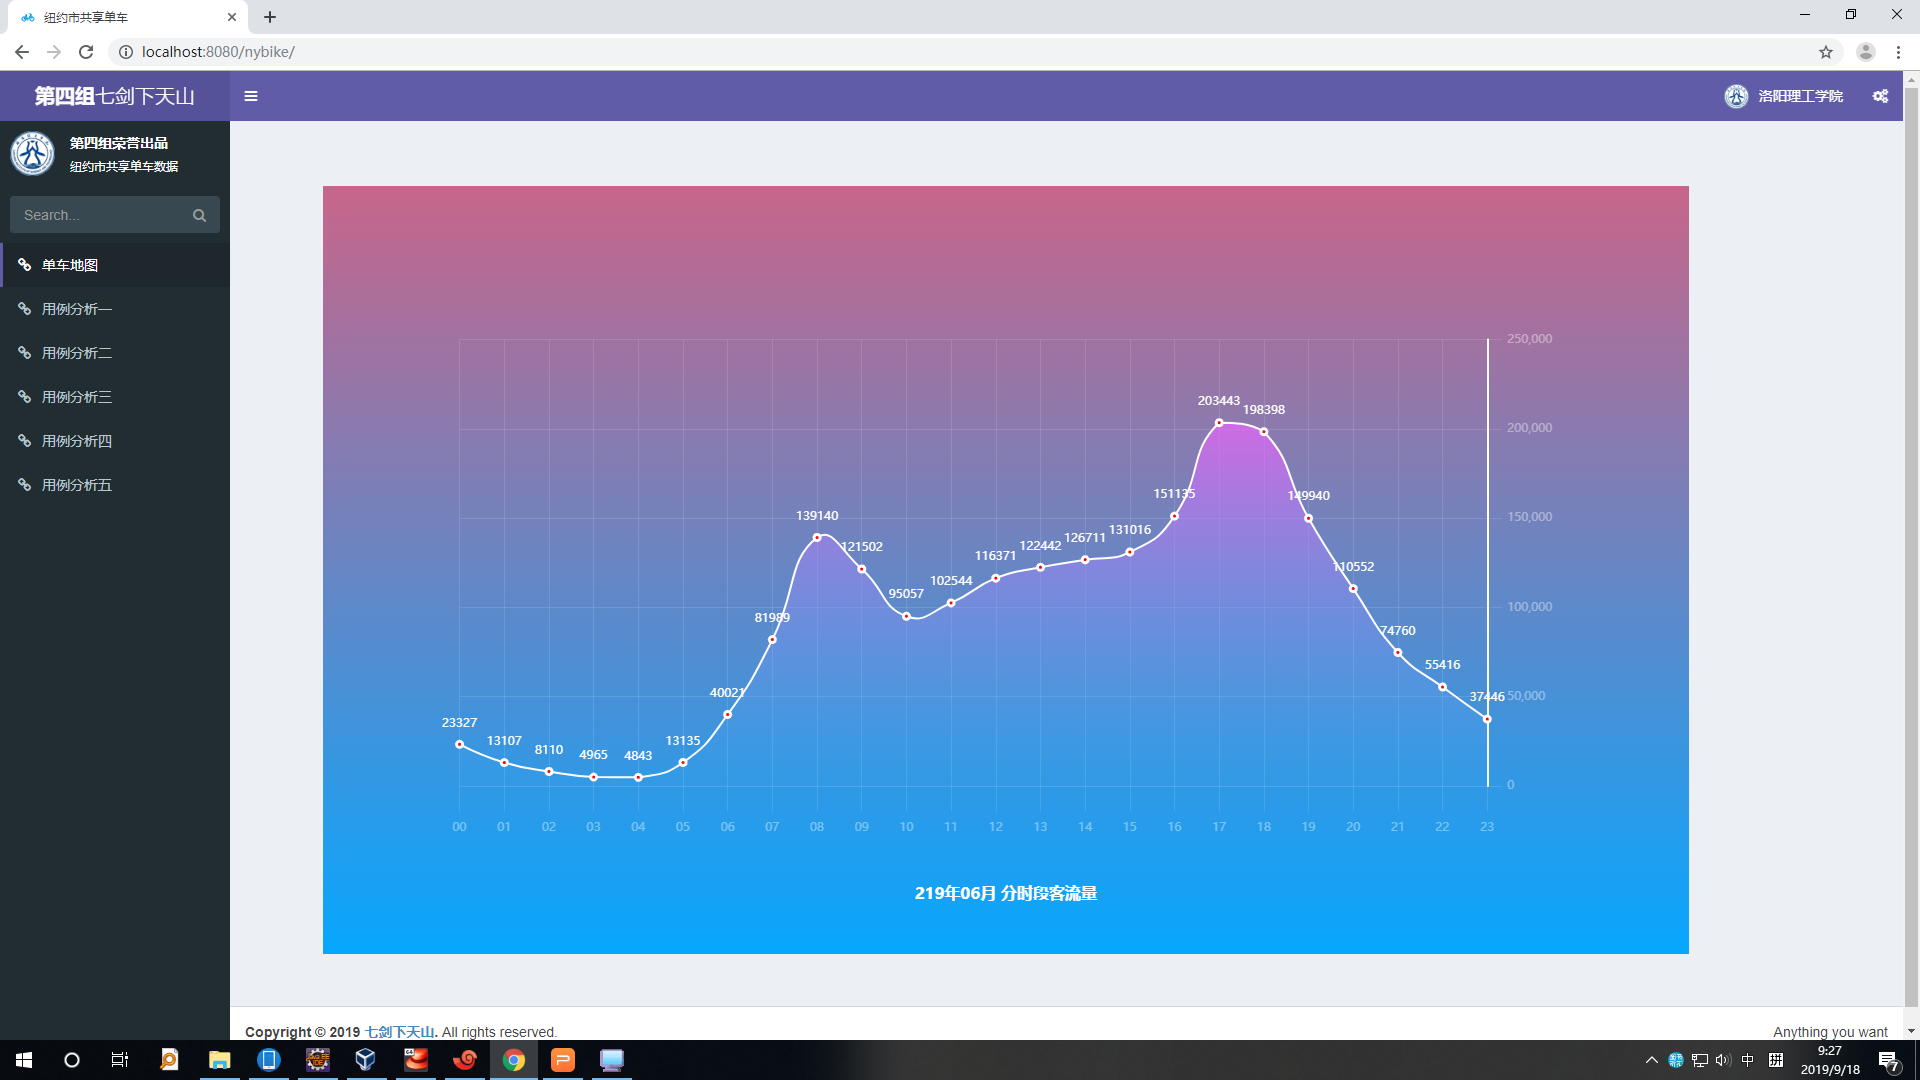 纽约市共享单车
localhost:8080/nybike/
第四组七剑下天山
洛阳理工学院
第四组荣誉出品
纽约市共享单车数据
Search...
单车地图
用例分析一
用例分析二
用例分析三
用例分析四
用例分析五
250,000
200,000
150,000
100,000
50,000
0
23327
13107
8110
4965
4843
13135
40021
81989
139140
121502
95057
102544
116371
122442
126711
131016
151135
203443
198398
149940
110552
74760
55416
37446
00 01 02 03 04 05 06 07 08 09 10 11 12 13 14 15 16 17 18 19 20 21 22 23
219年06月 分时段客流量
Copyright © 2019 七剑下天山. All rights reserved.
Anything you want
中
拼
9:27
2019/9/18
7